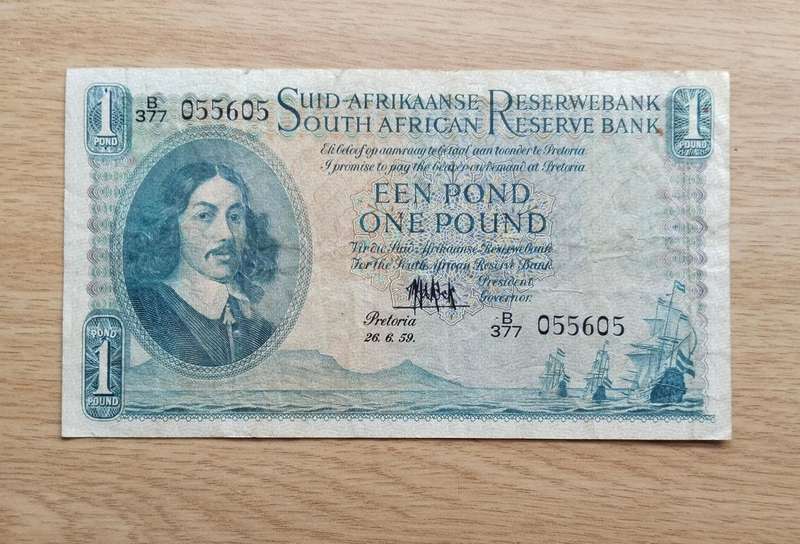 1 POND
B/377 055605
SUID-AFRIKAANSE RESERWEBANK
SOUTH AFRICAN RESERVE BANK
1 POUND
Ek beloof op aanvraag te betaal aan toonder te Pretoria
I promise to pay the Bearer on demand at Pretoria
EEN POND
ONE POUND
Vir die Suid-Afrikaanse Reserwebank
For the South African Reserve Bank
President.
Governor.
Pretoria
26. 6. 59.
B/377 055605
POND 1 POUND